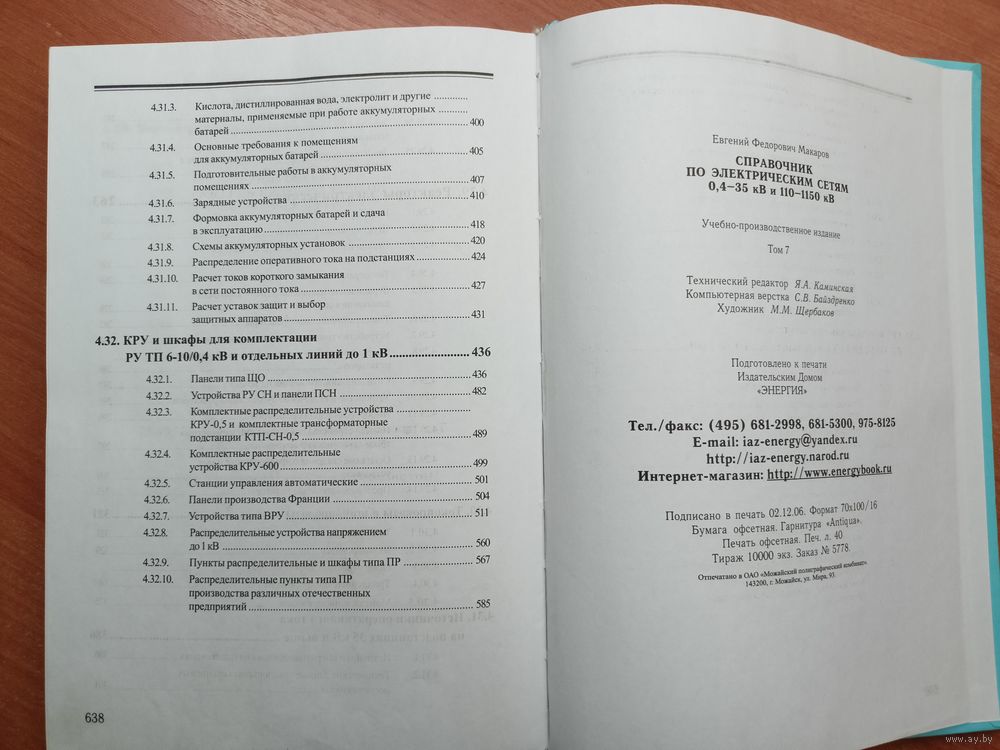 4.31.3. Кислота, дистиллированная вода, электролит и другие ..............
материалы, применяемые при работе аккумуляторных ...........
батарей ............................................................................ 400
4.31.4. Основные требования к помещениям
для аккумуляторных батарей ................................................. 405
4.31.5. Подготовительные работы в аккумуляторных
помещениях ..................................................................... 407
4.31.6. Зарядные устройства .......................................................... 410
4.31.7. Формовка аккумуляторных батарей и сдача
в эксплуатацию ................................................................ 418
4.31.8. Схемы аккумуляторных установок ........................................ 420
4.31.9. Распределение оперативного тока на подстанциях ................ 424
4.31.10. Расчет токов короткого замыкания
в сети постоянного тока ....................................................... 427
4.31.11. Расчет уставок защит и выбор
защитных аппаратов ............................................................ 431
4.32. КРУ и шкафы для комплектации
РУ ТП 6-10/0,4 кВ и отдельных линий до 1 кВ ........................ 436
4.32.1. Панели типа ЩО ............................................................... 436
4.32.2. Устройства РУ СН и панели ПСН ........................................ 482
4.32.3. Комплектные распределительные устройства ......................
КРУ-0,5 и комплектные трансформаторные
подстанции КТП-СН-0,5 ..................................................... 489
4.32.4. Комплектные распределительные
устройства КРУ-600 ........................................................... 499
4.32.5. Станции управления автоматические ................................. 501
4.32.6. Панели производства Франции .......................................... 504
4.32.7. Устройства типа ВРУ ......................................................... 511
4.32.8. Распределительные устройства напряжением
до 1 кВ ............................................................................ 560
4.32.9. Пункты распределительные и шкафы типа ПР .................... 567
4.32.10. Распределительные пункты типа ПР
производства различных отечественных
предприятий ..................................................................... 585
638
Евгений Федорович Макаров
СПРАВОЧНИК
ПО ЭЛЕКТРИЧЕСКИМ СЕТЯМ
0,4–35 кВ и 110–1150 кВ
Учебно-производственное издание
Том 7
Технический редактор Я.А. Каминская
Компьютерная верстка С.В. Байздренко
Художник М.М. Щербаков
Подготовлено к печати
Издательским Домом
«ЭНЕРГИЯ»
Тел./факс: (495) 681-2998, 681-5300, 975-8125
E-mail: iaz-energy@yandex.ru
http://iaz-energy.narod.ru
Интернет-магазин: http://www.energybook.ru
Подписано в печать 02.12.06. Формат 70х100/16
Бумага офсетная. Гарнитура «Antiqua».
Печать офсетная. Печ. л. 40
Тираж 10000 экз. Заказ № 5778.
Отпечатано в ОАО «Можайский полиграфический комбинат»
143200, г. Можайск, ул. Мира, 93.
www.ay.by